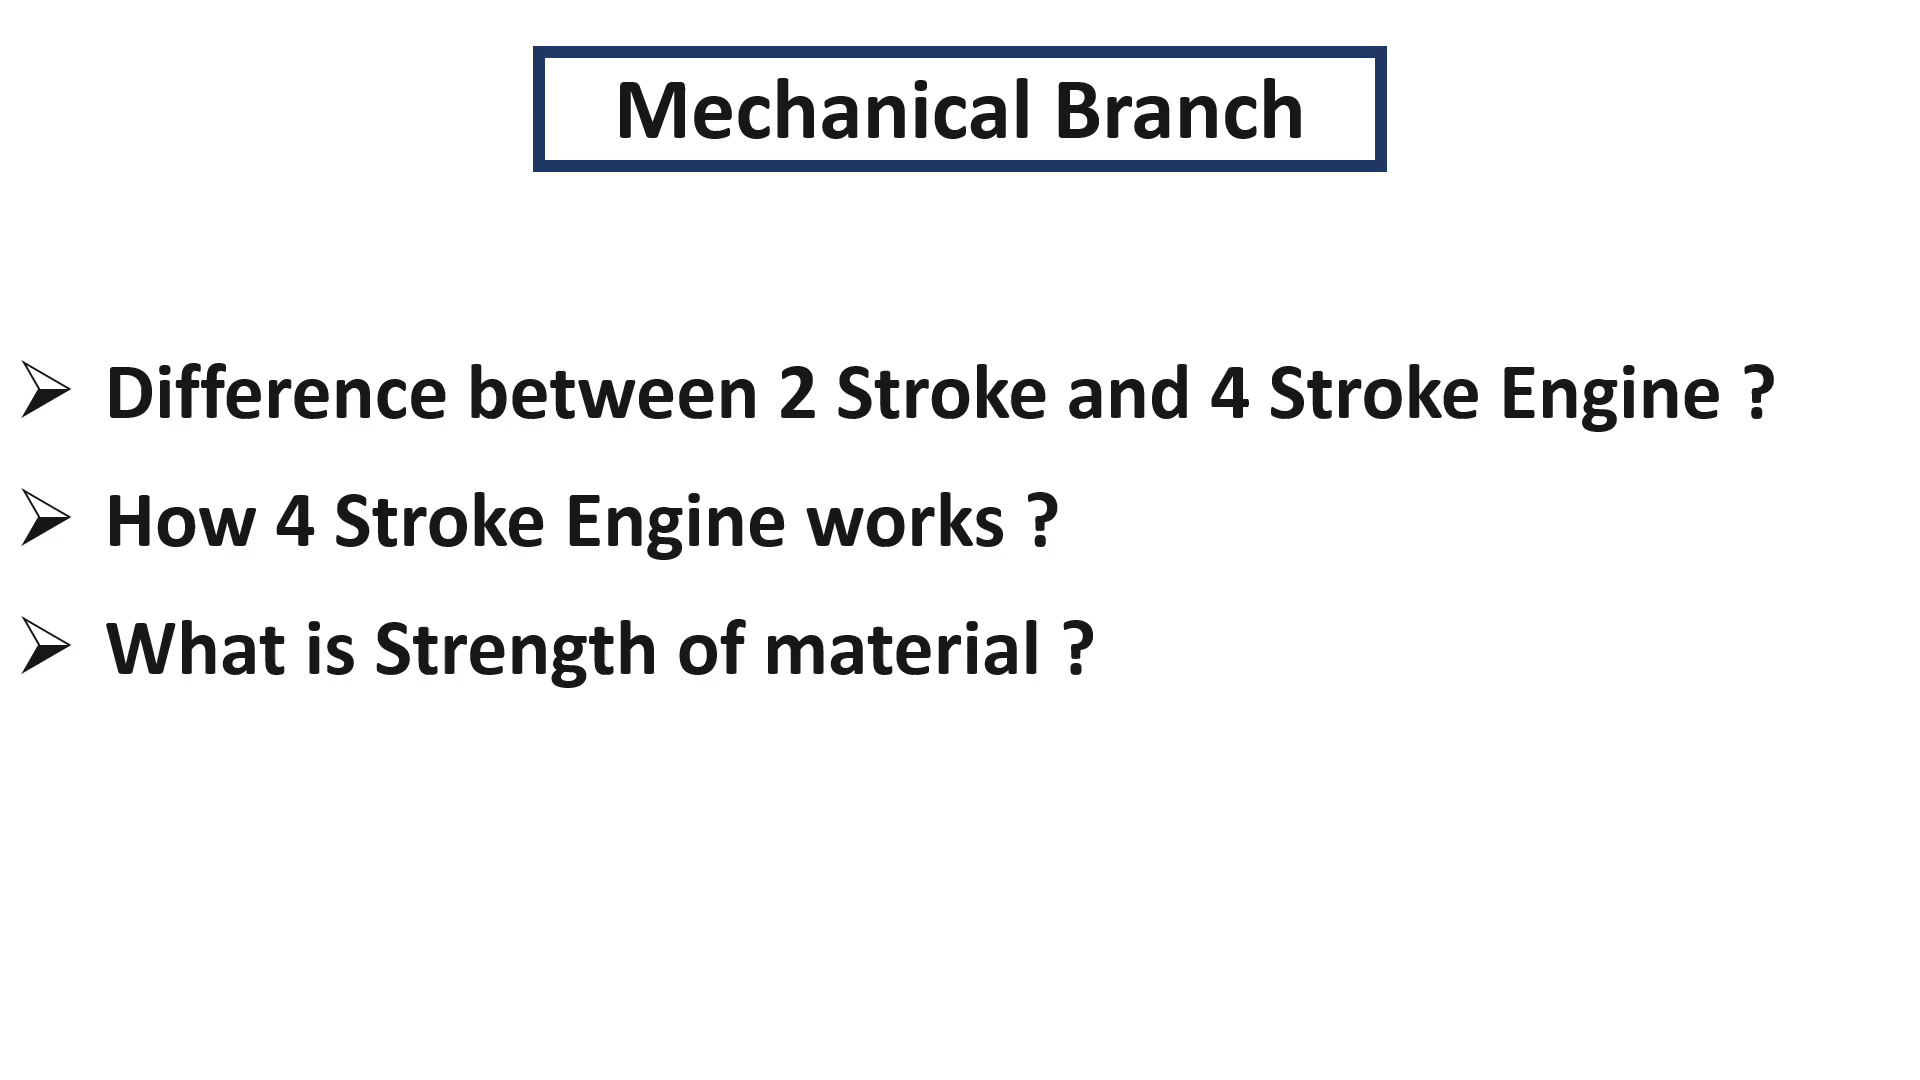 Mechanical Branch
➢ Difference between 2 Stroke and 4 Stroke Engine ?
➢ How 4 Stroke Engine works ?
➢ What is Strength of material ?